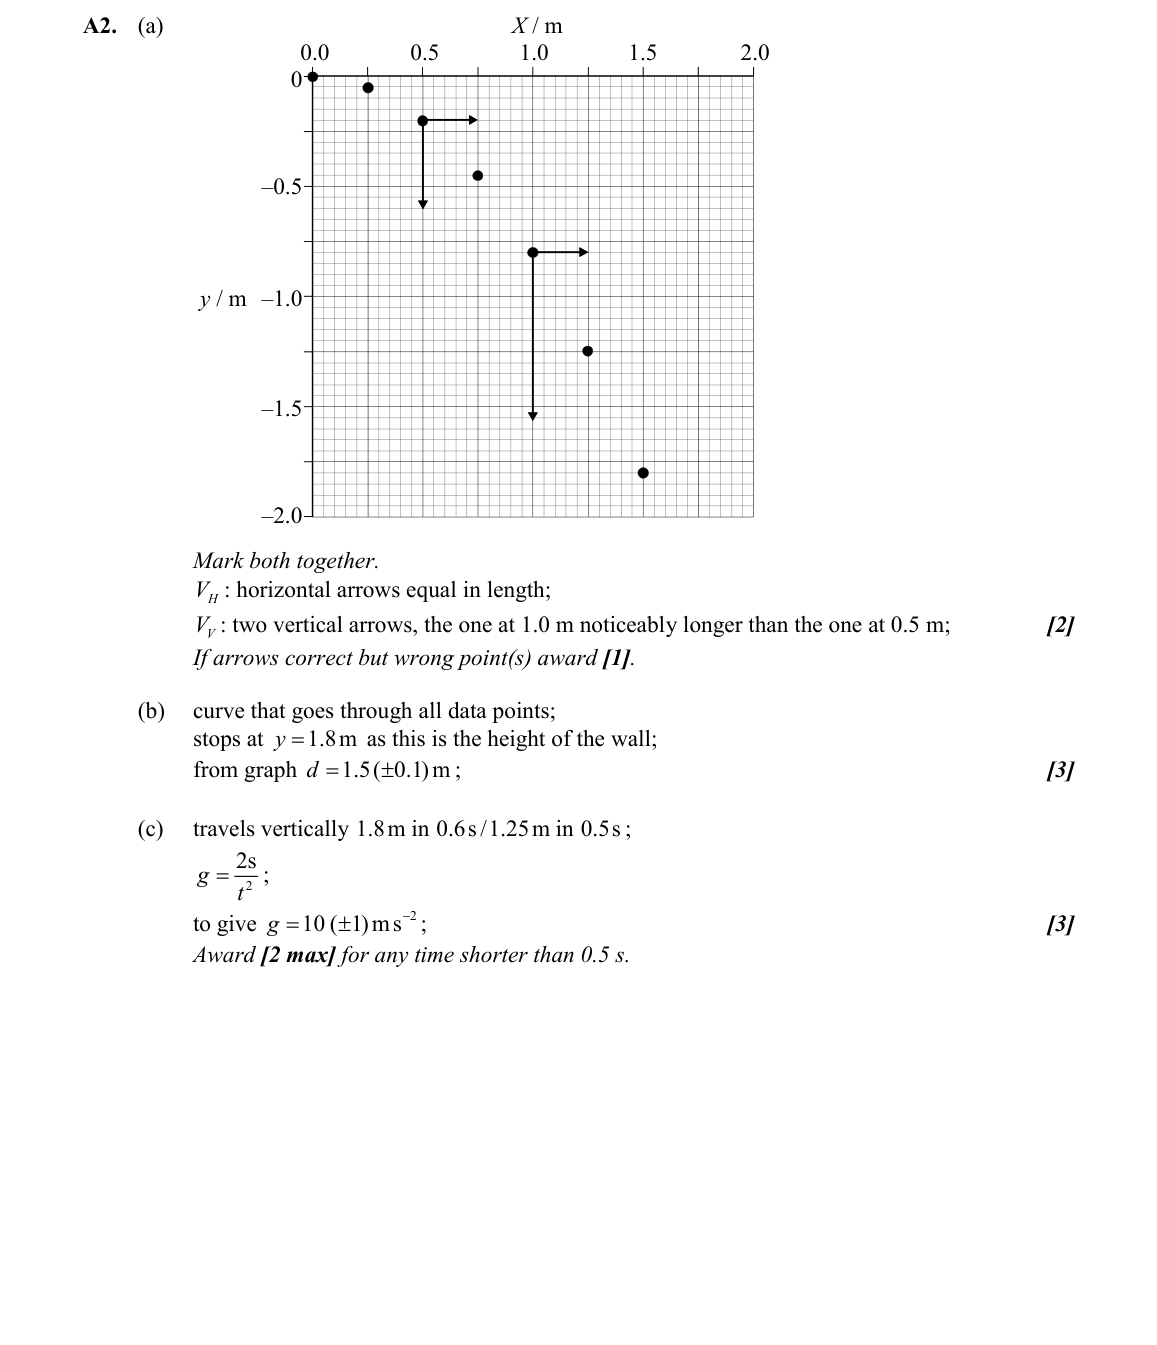 A2. (a)
X / m
0.0 0.5 1.0 1.5 2.0
0
–0.5
y / m –1.0
–1.5
–2.0
Mark both together.
V_H : horizontal arrows equal in length;
V_V : two vertical arrows, the one at 1.0 m noticeably longer than the one at 0.5 m; [2]
If arrows correct but wrong point(s) award [1].
(b) curve that goes through all data points;
stops at y = 1.8 m as this is the height of the wall;
from graph d = 1.5 (±0.1) m ; [3]
(c) travels vertically 1.8 m in 0.6 s / 1.25 m in 0.5 s ;
g = 2s / t² ;
to give g = 10 (±1) m s⁻² ; [3]
Award [2 max] for any time shorter than 0.5 s.